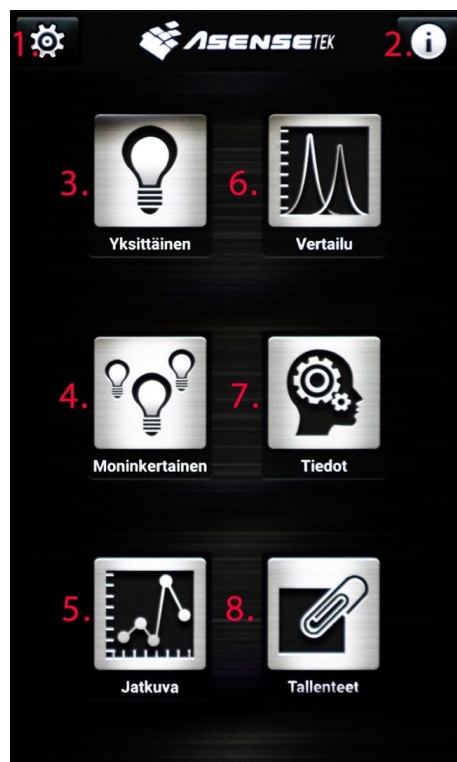 1. ASENSETEK 2. i
3. 6.
Yksittäinen Vertailu
4. 7.
Moninkertainen Tiedot
5. 8.
Jatkuva Tallenteet